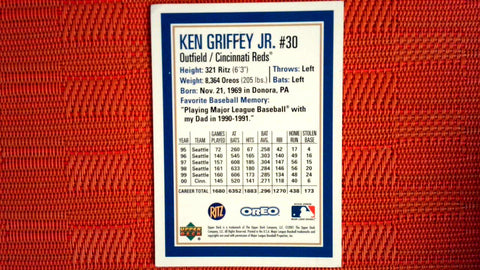 KEN GRIFFEY JR. #30
Outfield / Cincinnati Reds®
Height: 321 Ritz (6'3") Throws: Left
Weight: 8,364 Oreos (205 lbs.) Bats: Left
Born: Nov. 21, 1969 in Donora, PA
Favorite Baseball Memory:
"Playing Major League Baseball® with
my Dad in 1990-1991."
YEAR TEAM GAMES PLAYED AT BATS HITS BAT. AVG. RBI HOME RUN STOLEN BASE
95 Seattle 72 260 67 .258 42 17 4
96 Seattle 140 545 165 .303 140 49 16
97 Seattle 157 608 185 .304 147 56 15
98 Seattle 161 633 180 .284 146 56 20
99 Seattle 160 606 173 .285 134 48 24
00 Cinn. 145 520 141 .271 118 40 6
CAREER TOTAL 1680 6352 1883 .296 1270 438 173
UPPER DECK
RITZ
OREO